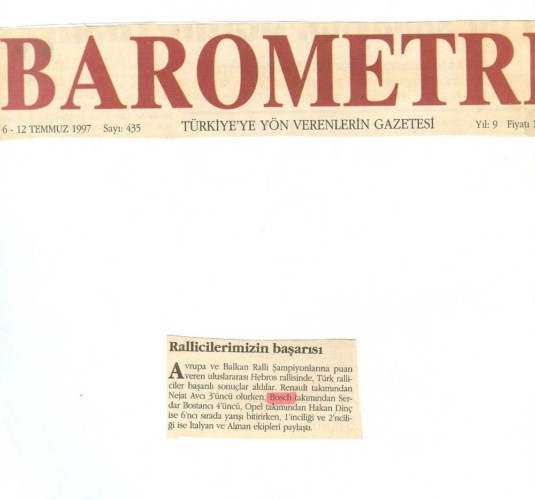 BAROMETRE
6 - 12 TEMMUZ 1997 Sayı: 435 TÜRKİYE'YE YÖN VERENLERİN GAZETESİ Yıl: 9 Fiyatı
Rallicilerimizin başarısı
Avrupa ve Balkan Ralli Şampiyonlarına puan
veren uluslararası Hebros rallisinde, Türk ralli-
ciler başarılı sonuçlar aldılar. Renault takımından
Nejat Avcı 3'üncü olurken, Bosch takımından Ser-
dar Bostancı 4'üncü, Opel takımından Hakan Dinç
ise 6'ncı sırada yarışı bitirirken, 1'inciliği ve 2'ncili-
ği ise İtalyan ve Alman ekipleri paylaştı.